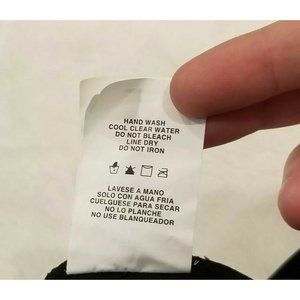 HAND WASH
COOL CLEAR WATER
DO NOT BLEACH
LINE DRY
DO NOT IRON
LAVESE A MANO
SOLO CON AGUA FRIA
CUELGUESE PARA SECAR
NO LO PLANCHE
NO USE BLANQUEADOR